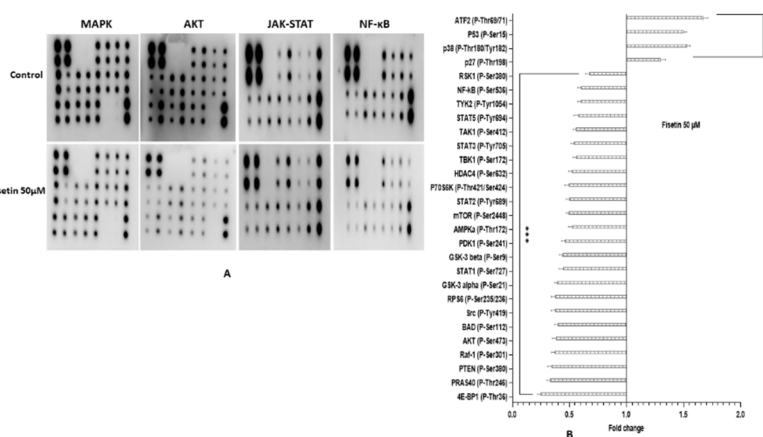 MAPK AKT JAK-STAT NF-κB
Control
setin 50μM
A
ATF2 (P-Thr69/71)
P53 (P-Ser15)
p38 (P-Thr180/Tyr182)
p27 (P-Thr198)
RSK1 (P-Ser380)
NF-kB (P-Ser536)
TYK2 (P-Tyr1054)
STAT5 (P-Tyr694)
TAK1 (P-Ser412)
STAT3 (P-Tyr705)
TBK1 (P-Ser172)
HDAC4 (P-Ser632)
P70S6K (P-Thr421/Ser424)
STAT2 (P-Tyr689)
mTOR (P-Ser2448)
AMPKa (P-Thr172)
PDK1 (P-Ser241)
GSK-3 beta (P-Ser9)
STAT1 (P-Ser727)
GSK-3 alpha (P-Ser21)
RPS6 (P-Ser235/236)
Src (P-Tyr419)
BAD (P-Ser112)
AKT (P-Ser473)
Raf-1 (P-Ser301)
PTEN (P-Ser380)
PRAS40 (P-Thr246)
4E-BP1 (P-Thr36)
Fisetin 50 μM
***
0.0 0.5 1.0 1.5 2.0
Fold change
B